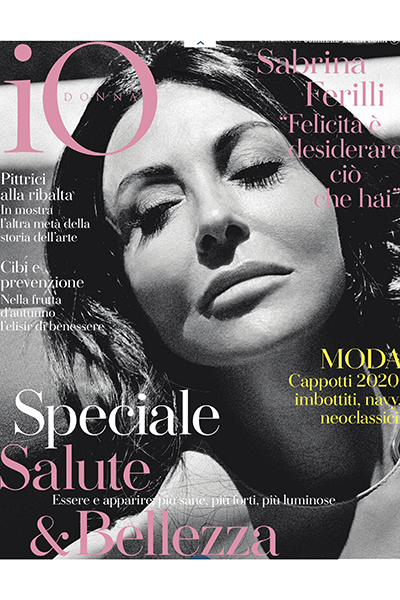 iO
DONNA
Sabrina
Ferilli
“Felicità è
desiderare
ciò
che hai”
Pittrici
alla ribalta
In mostra
l’altra metà della
storia dell’arte
Cibi e
prevenzione
Nella frutta
d’autunno
l’elisir di benessere
MODA
Cappotti 2020:
imbottiti, navy,
neoclassici
Speciale
Salute
Essere e apparire: più sane, più forti, più luminose
& Bellezza